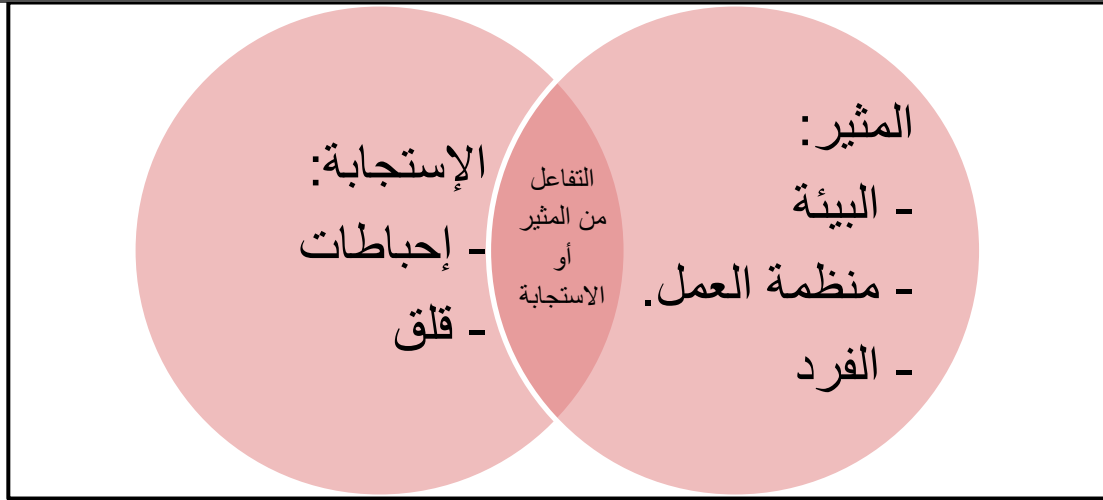 المثير:
- البيئة
- منظمة العمل.
- الفرد
التفاعل
من المثير
أو
الاستجابة
الإستجابة:
- إحباطات
- قلق